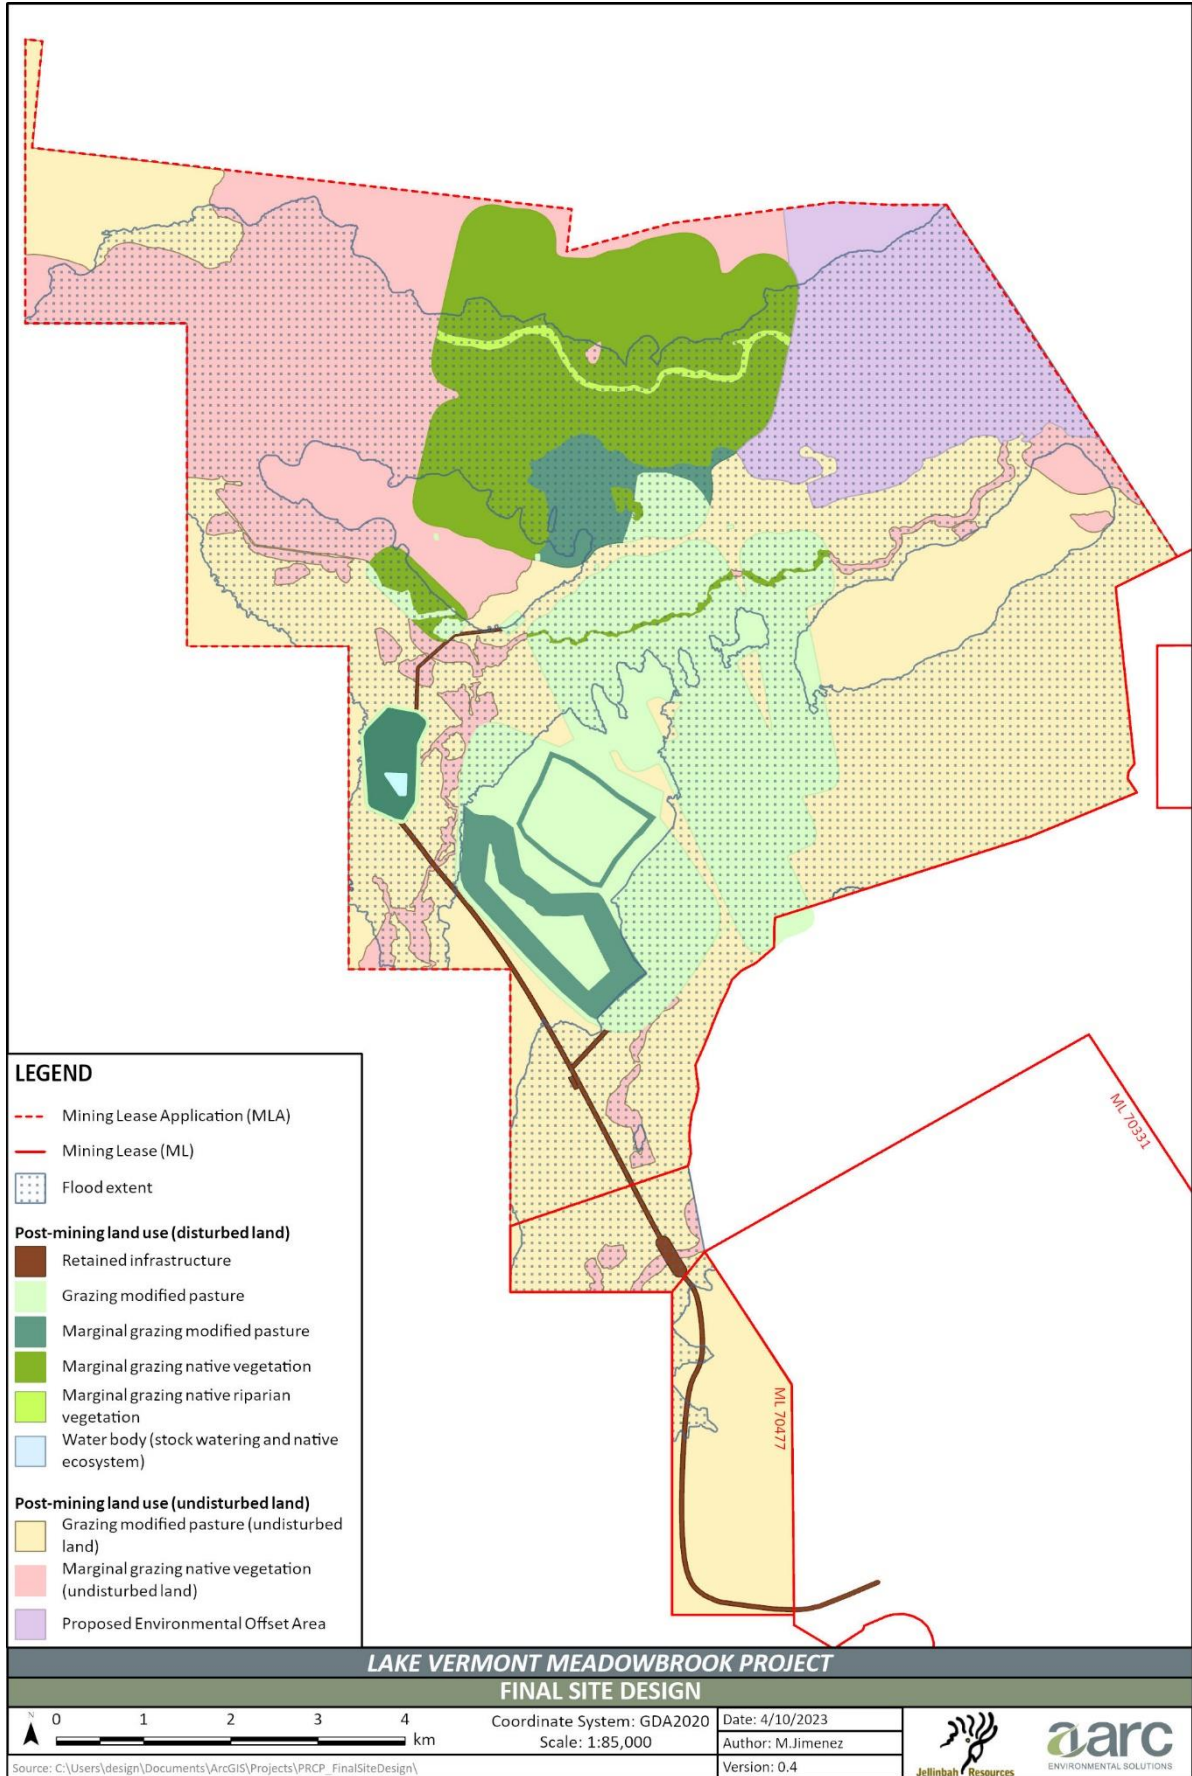 ML 70331
ML 70477
LEGEND
Mining Lease Application (MLA)
Mining Lease (ML)
Flood extent
Post-mining land use (disturbed land)
Retained infrastructure
Grazing modified pasture
Marginal grazing modified pasture
Marginal grazing native vegetation
Marginal grazing native riparian
vegetation
Water body (stock watering and native
ecosystem)
Post-mining land use (undisturbed land)
Grazing modified pasture (undisturbed
land)
Marginal grazing native vegetation
(undisturbed land)
Proposed Environmental Offset Area
LAKE VERMONT MEADOWBROOK PROJECT
FINAL SITE DESIGN
N
0 1 2 3 4
km
Coordinate System: GDA2020
Scale: 1:85,000
Date: 4/10/2023
Author: M.Jimenez
Version: 0.4
Source: C:\Users\design\Documents\ArcGIS\Projects\PRCP_FinalSiteDesign\
Jellinbah Resources
aarc
ENVIRONMENTAL SOLUTIONS